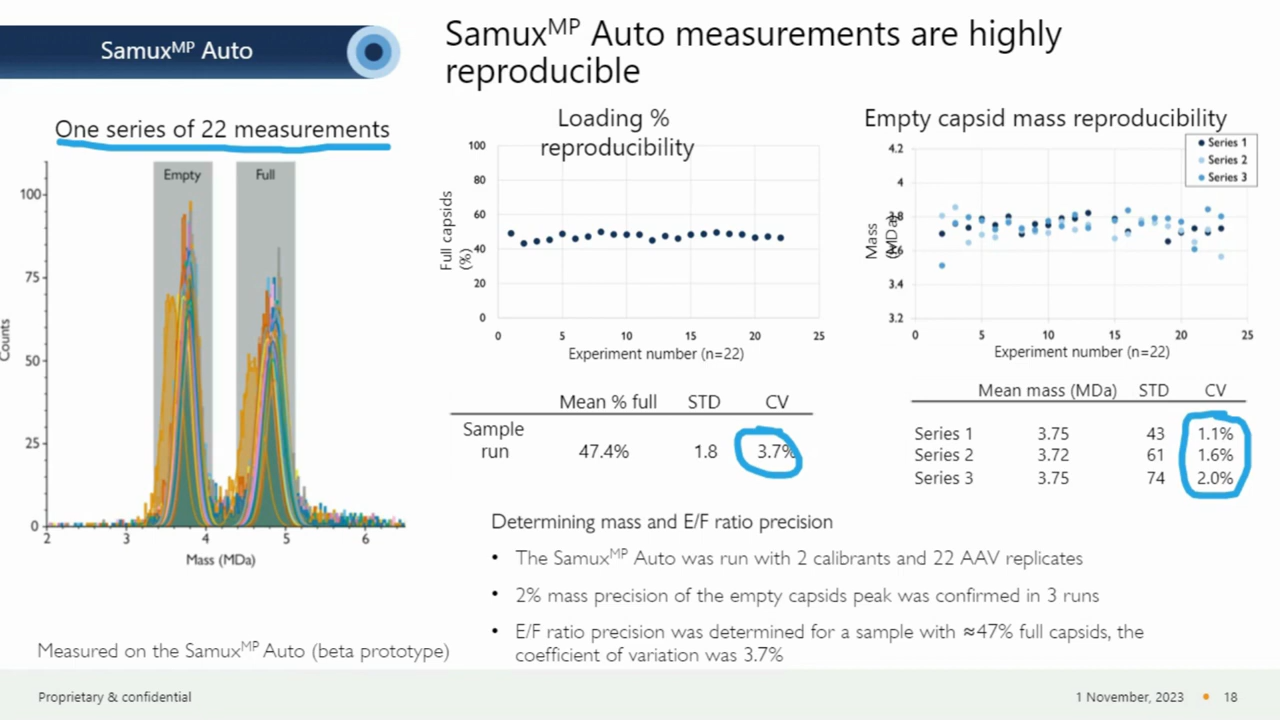 Samuxᴹᴾ Auto
Samuxᴹᴾ Auto measurements are highly
reproducible
One series of 22 measurements
Empty
Full
100
75
50
25
0
Counts
2
3
4
5
6
Mass (MDa)
Measured on the Samuxᴹᴾ Auto (beta prototype)
Loading %
reproducibility
100
80
60
40
20
0
Full capsids
(%)
0
5
10
15
20
25
Experiment number (n=22)
Mean % full STD CV
Sample
run 47.4% 1.8 3.7%
Empty capsid mass reproducibility
Series 1
Series 2
Series 3
4.2
4
3.8
3.6
3.4
3.2
Mass
(MDa)
0
5
10
15
20
25
Experiment number (n=22)
Mean mass (MDa) STD CV
Series 1 3.75 43 1.1%
Series 2 3.72 61 1.6%
Series 3 3.75 74 2.0%
Determining mass and E/F ratio precision
• The Samuxᴹᴾ Auto was run with 2 calibrants and 22 AAV replicates
• 2% mass precision of the empty capsids peak was confirmed in 3 runs
• E/F ratio precision was determined for a sample with ≈47% full capsids, the
coefficient of variation was 3.7%
Proprietary & confidential
1 November, 2023 • 18